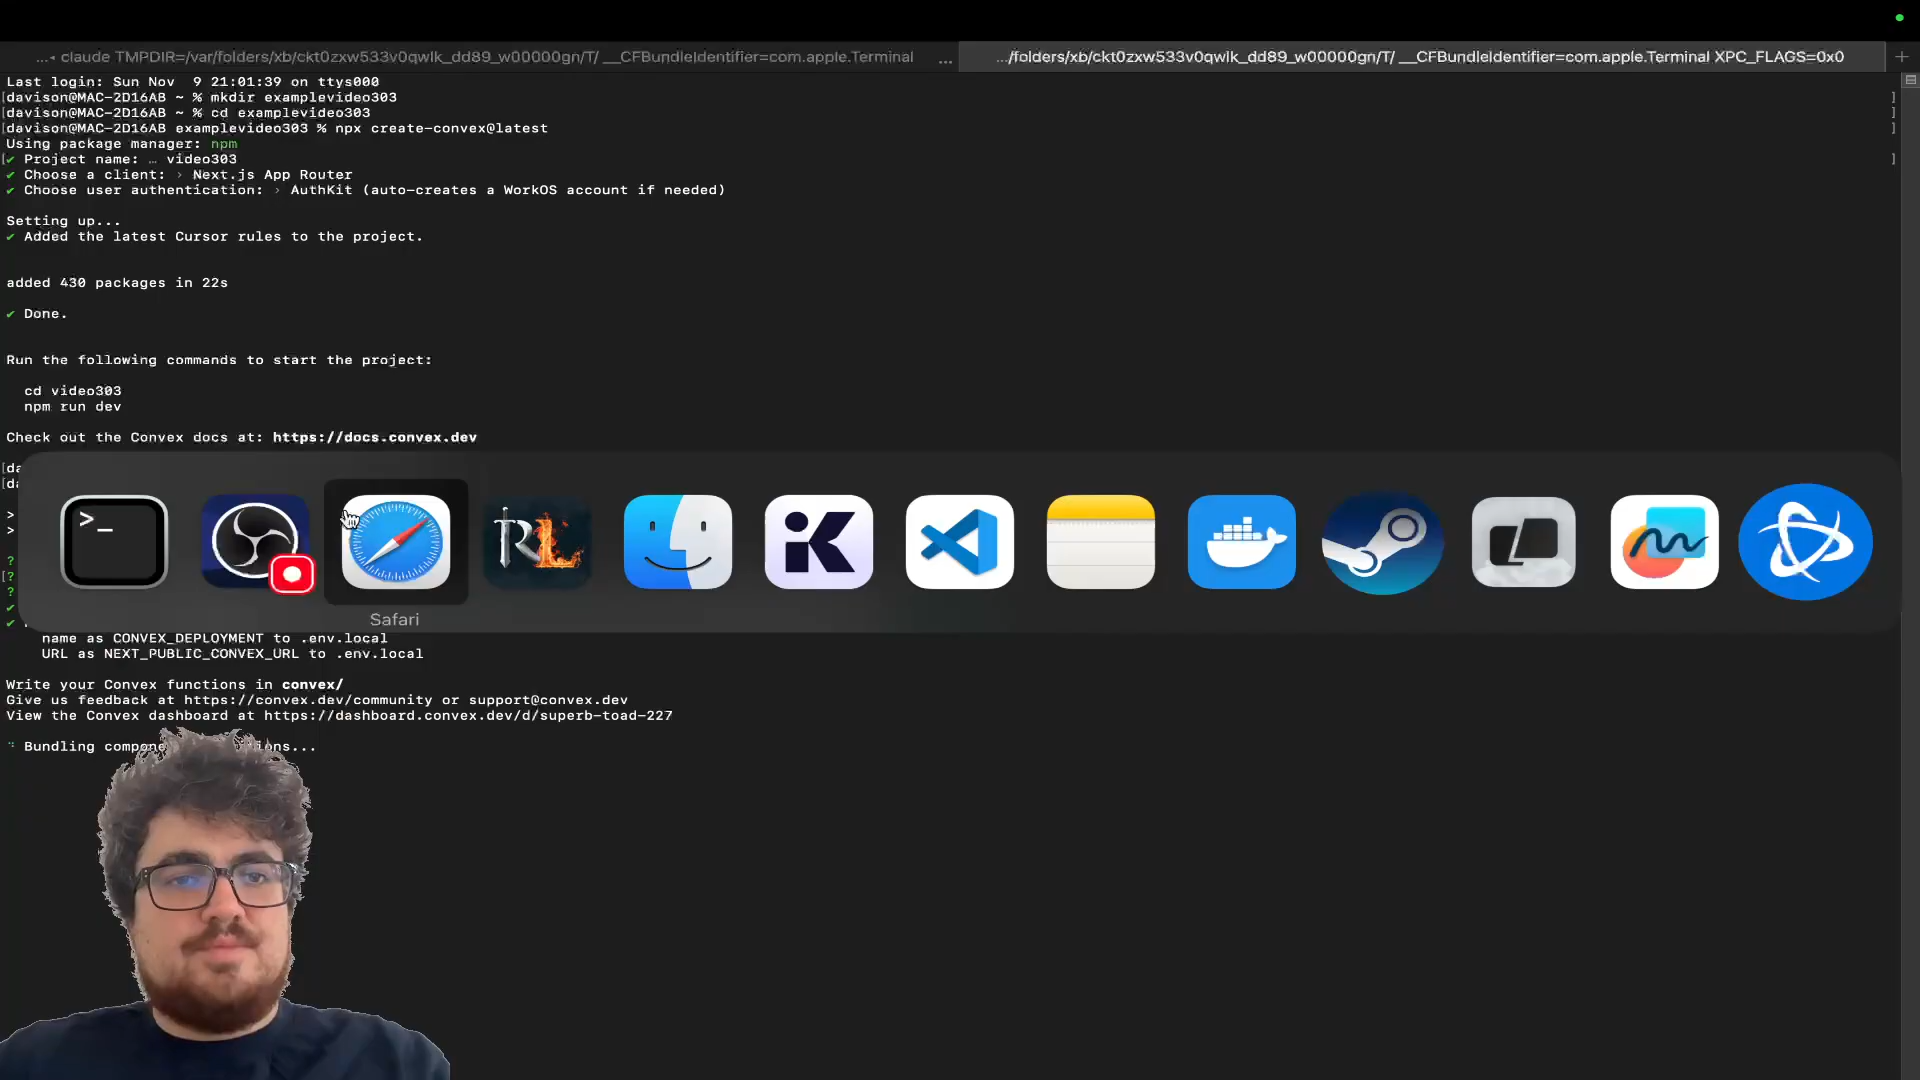 ...◂ claude TMPDIR=/var/folders/xb/ckt0zxw533v0qwlk_dd89_w00000gn/T/ __CFBundleIdentifier=com.apple.Terminal ...
.../folders/xb/ckt0zxw533v0qwlk_dd89_w00000gn/T/ __CFBundleIdentifier=com.apple.Terminal XPC_FLAGS=0x0
Last login: Sun Nov  9 21:01:39 on ttys000
[davison@MAC-2D16AB ~ % mkdir examplevideo303 ]
[davison@MAC-2D16AB ~ % cd examplevideo303 ]
[davison@MAC-2D16AB examplevideo303 % npx create-convex@latest ]
Using package manager: npm
[✔ Project name: … video303 ]
✔ Choose a client: › Next.js App Router
✔ Choose user authentication: › AuthKit (auto-creates a WorkOS account if needed)
Setting up...
✔ Added the latest Cursor rules to the project.
added 430 packages in 22s
✔ Done.
Run the following commands to start the project:
cd video303
npm run dev
Check out the Convex docs at: https://docs.convex.dev
[da
[da
>
>
?
[?
?
✔
✔
>_
RL
K
Safari
name as CONVEX_DEPLOYMENT to .env.local
URL as NEXT_PUBLIC_CONVEX_URL to .env.local
Write your Convex functions in convex/
Give us feedback at https://convex.dev/community or support@convex.dev
View the Convex dashboard at https://dashboard.convex.dev/d/superb-toad-227
Bundling compone ions...